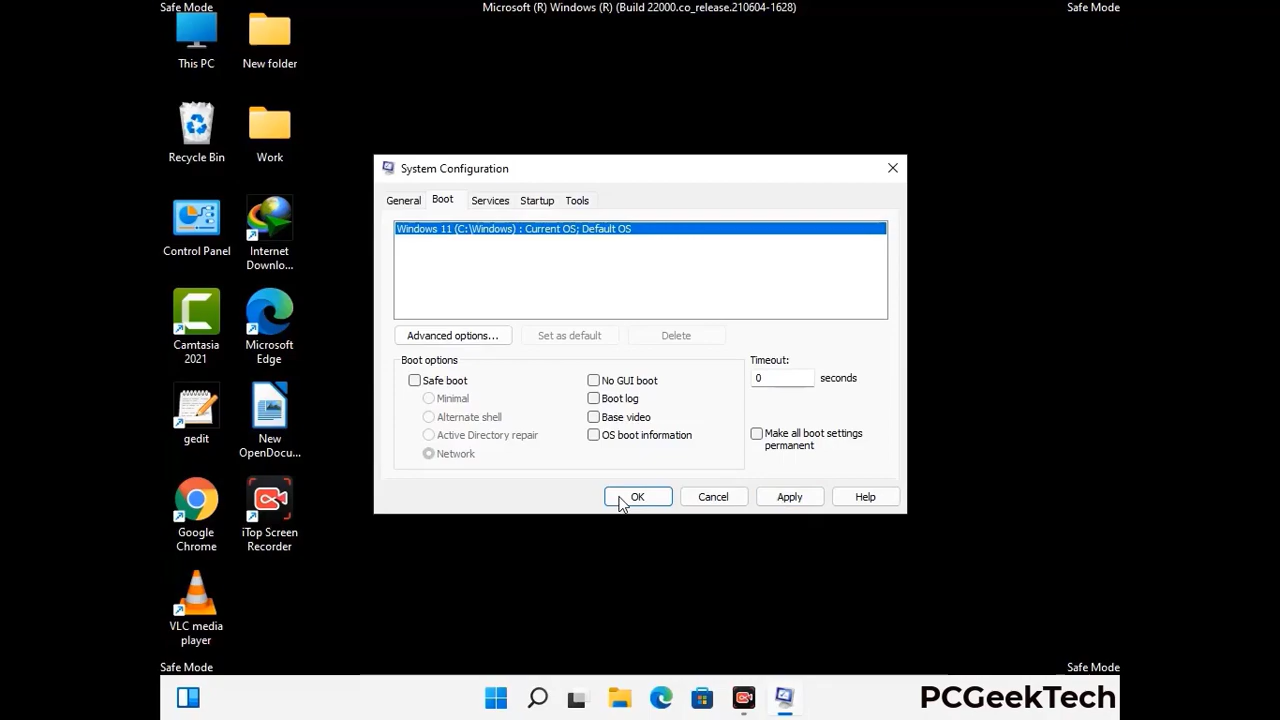 Safe Mode
Microsoft (R) Windows (R) (Build 22000.co_release.210604-1628)
Safe Mode
This PC
New folder
Recycle Bin
Work
Control Panel
Internet
Downlo...
Camtasia
2021
Microsoft
Edge
gedit
New
OpenDocu...
Google
Chrome
iTop Screen
Recorder
VLC media
player
System Configuration
General
Boot
Services
Startup
Tools
Windows 11 (C:\Windows) : Current OS; Default OS
Advanced options...
Set as default
Delete
Boot options
Safe boot
Minimal
Alternate shell
Active Directory repair
Network
No GUI boot
Boot log
Base video
OS boot information
Timeout:
0 seconds
Make all boot settings
permanent
OK
Cancel
Apply
Help
Safe Mode
Safe Mode
PCGeekTech